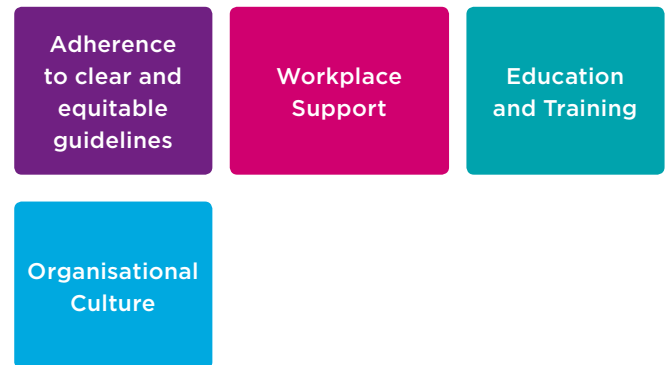 Adherence
to clear and
equitable
guidelines
Workplace
Support
Education
and Training
Organisational
Culture